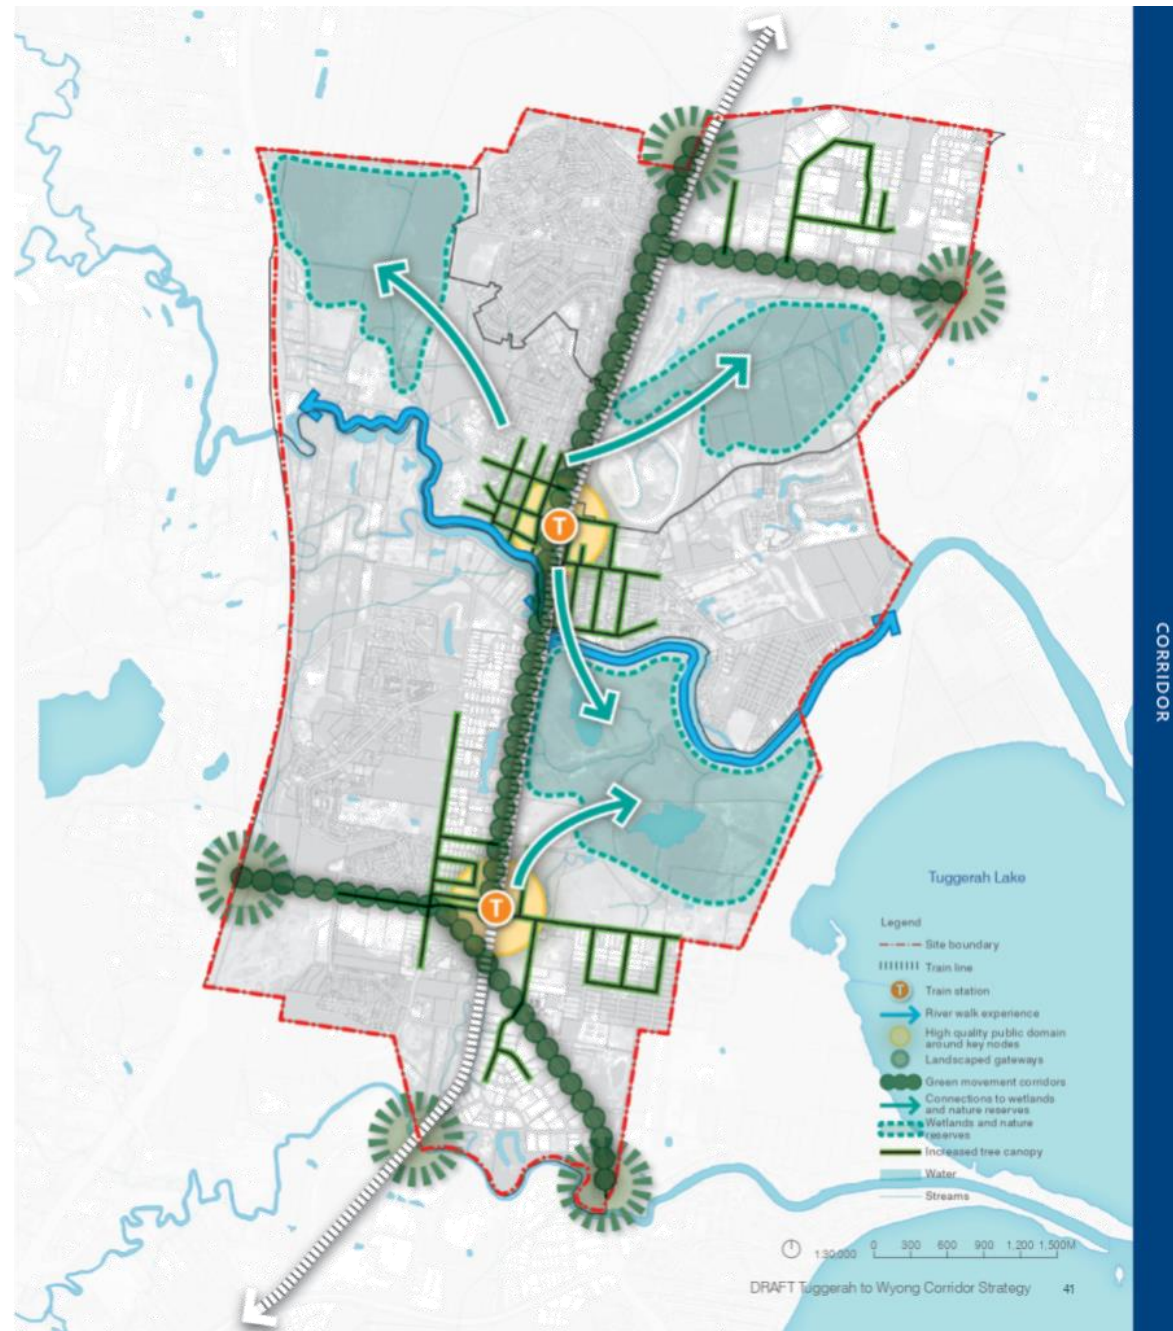 CORRIDOR
T
T
Tuggerah Lake
Legend
Site boundary
Train line
T
Train station
River walk experience
High quality public domain
around key nodes
Landscaped gateways
Green movement corridors
Connections to wetlands
and nature reserves
Wetlands and nature
reserves
Increased tree canopy
Water
Streams
1:30 000
0 300 600 900 1,200 1,500M
DRAFT Tuggerah to Wyong Corridor Strategy 41